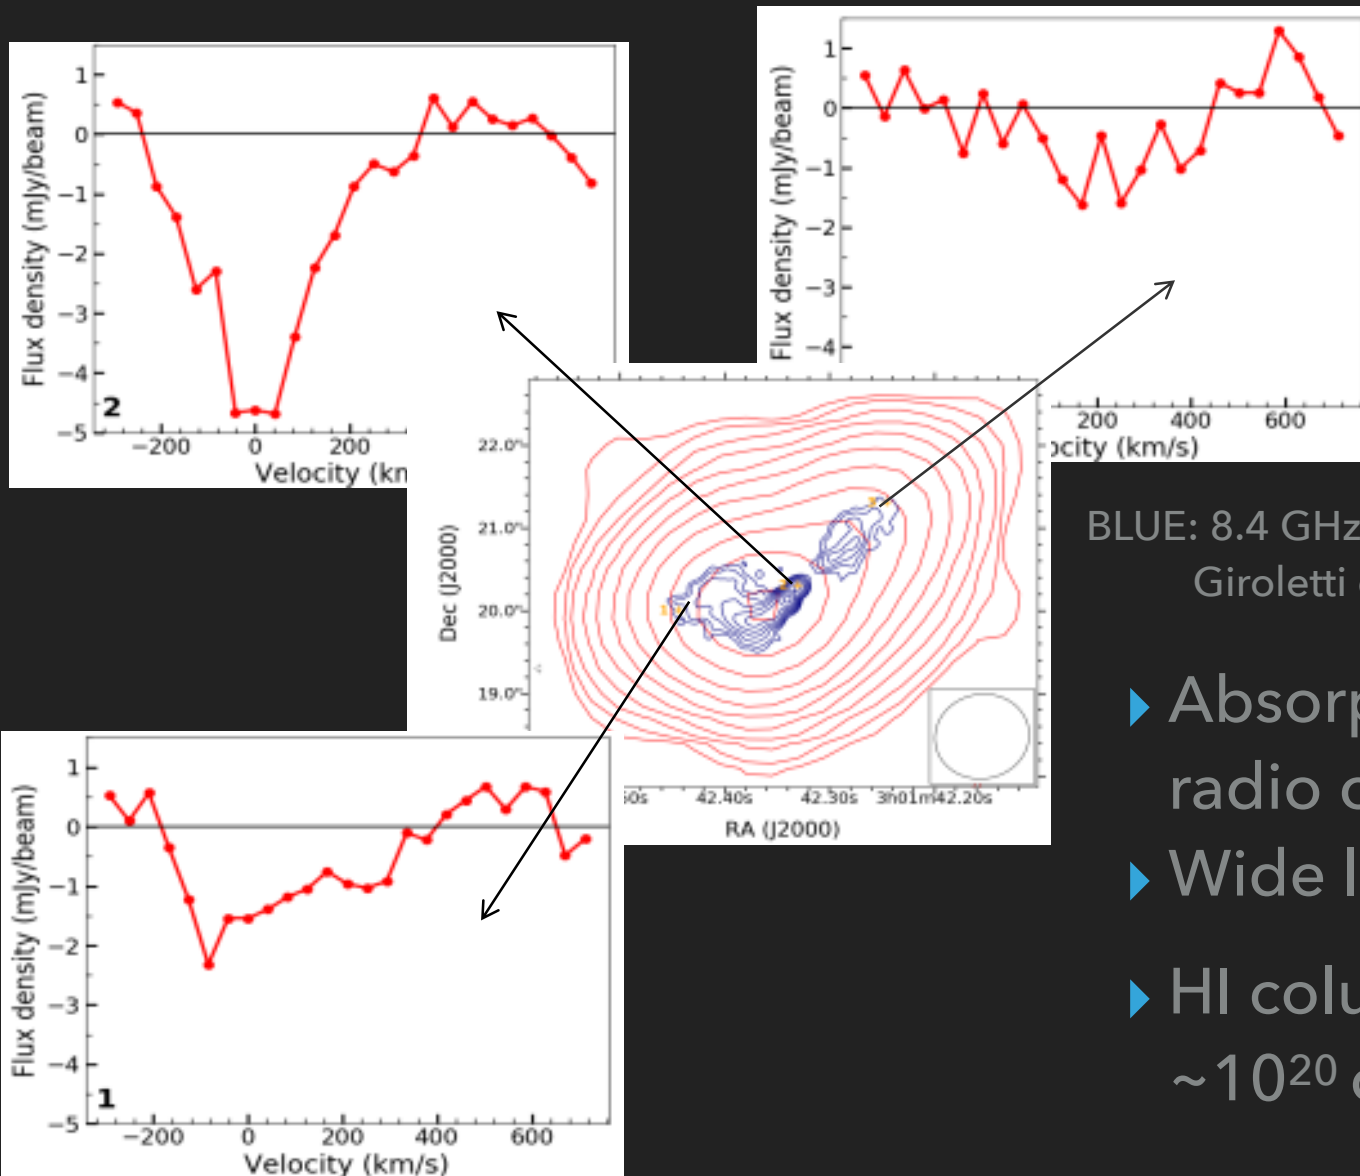 1
0
−1
−2
−3
−4
−5
Flux density (mJy/beam)
2
−200 0 200
Velocity (km
1
0
−1
−2
−3
−4
Flux density (mJy/beam)
200 400 600
ocity (km/s)
22.0"
21.0"
20.0"
19.0"
Dec (J2000)
1
42.40s 42.30s 3h01m42.20s
RA (J2000)
BLUE: 8.4 GHz
Giroletti
Absorp
radio
Wide l
HI colu
~10²⁰
1
0
−1
−2
−3
−4
−5
Flux density (mJy/beam)
1
−200 0 200 400 600
Velocity (km/s)